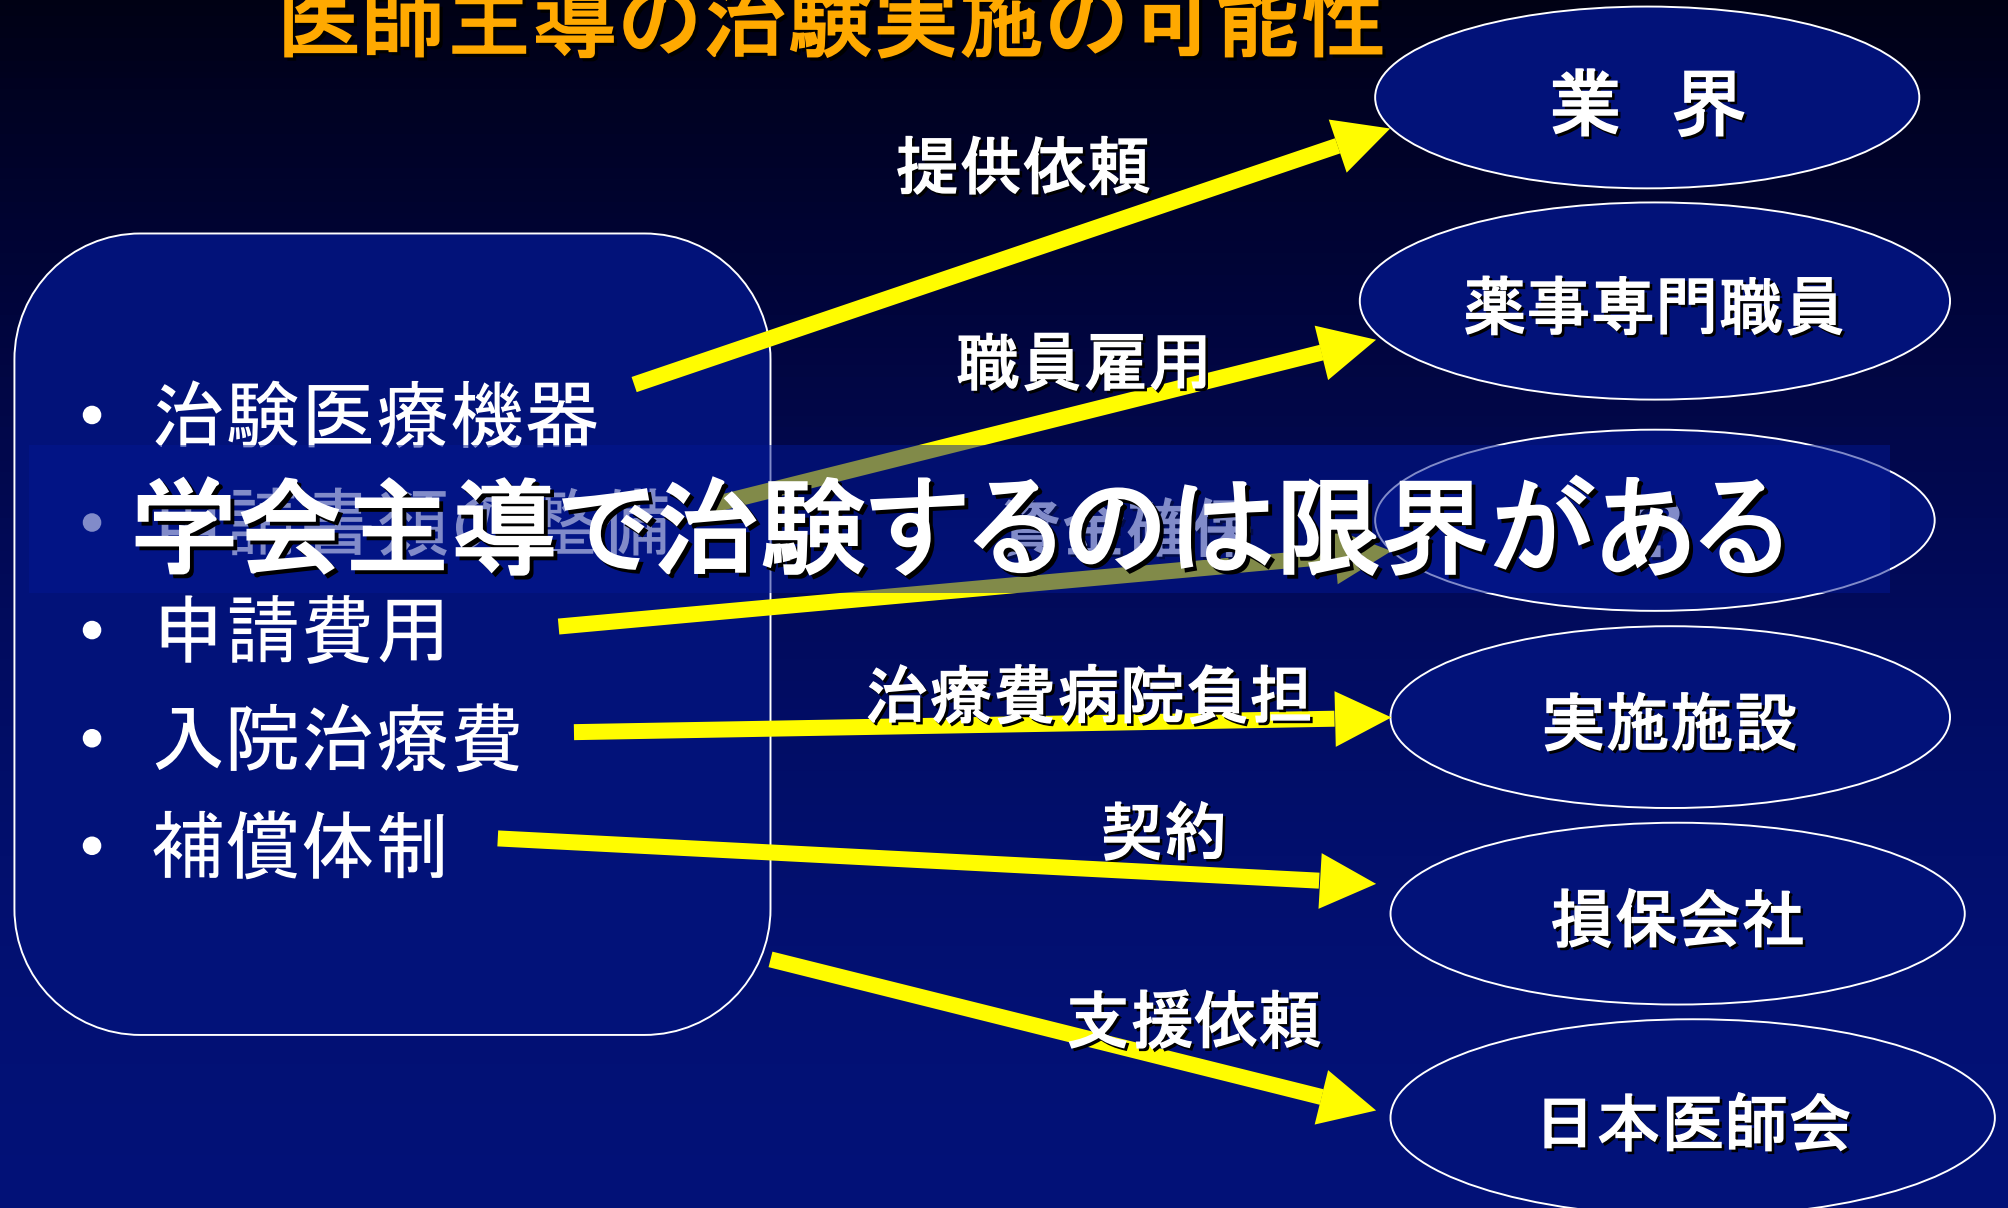 医師主導の治験実施の可能性
業 界
提供依頼
薬事専門職員
職員雇用
• 治験医療機器
学会主導で治験するのは限界がある
資金確保
• 申請費用
治療費病院負担
実施施設
• 入院治療費
契約
• 補償体制
損保会社
支援依頼
日本医師会